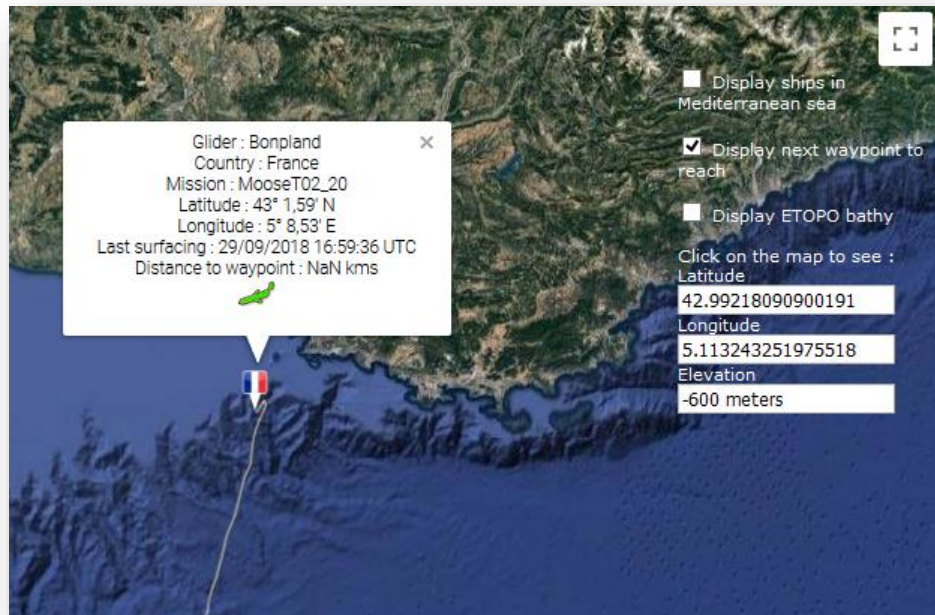 Glider : Bonpland
Country : France
Mission : MooseT02_20
Latitude : 43° 1,59' N
Longitude : 5° 8,53' E
Last surfacing : 29/09/2018 16:59:36 UTC
Distance to waypoint : NaN kms
Display ships in
Mediterranean sea
Display next waypoint to
reach
Display ETOPO bathy
Click on the map to see :
Latitude
42.99218090900191
Longitude
5.113243251975518
Elevation
-600 meters